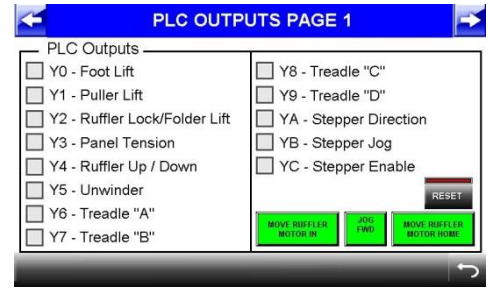 PLC OUTPUTS PAGE 1
PLC Outputs
Y0 - Foot Lift
Y1 - Puller Lift
Y2 - Ruffler Lock/Folder Lift
Y3 - Panel Tension
Y4 - Ruffler Up / Down
Y5 - Unwinder
Y6 - Treadle "A"
Y7 - Treadle "B"
Y8 - Treadle "C"
Y9 - Treadle "D"
YA - Stepper Direction
YB - Stepper Jog
YC - Stepper Enable
RESET
MOVE RUFFLER
MOTOR IN
JOG
FWD
MOVE RUFFLER
MOTOR HOME